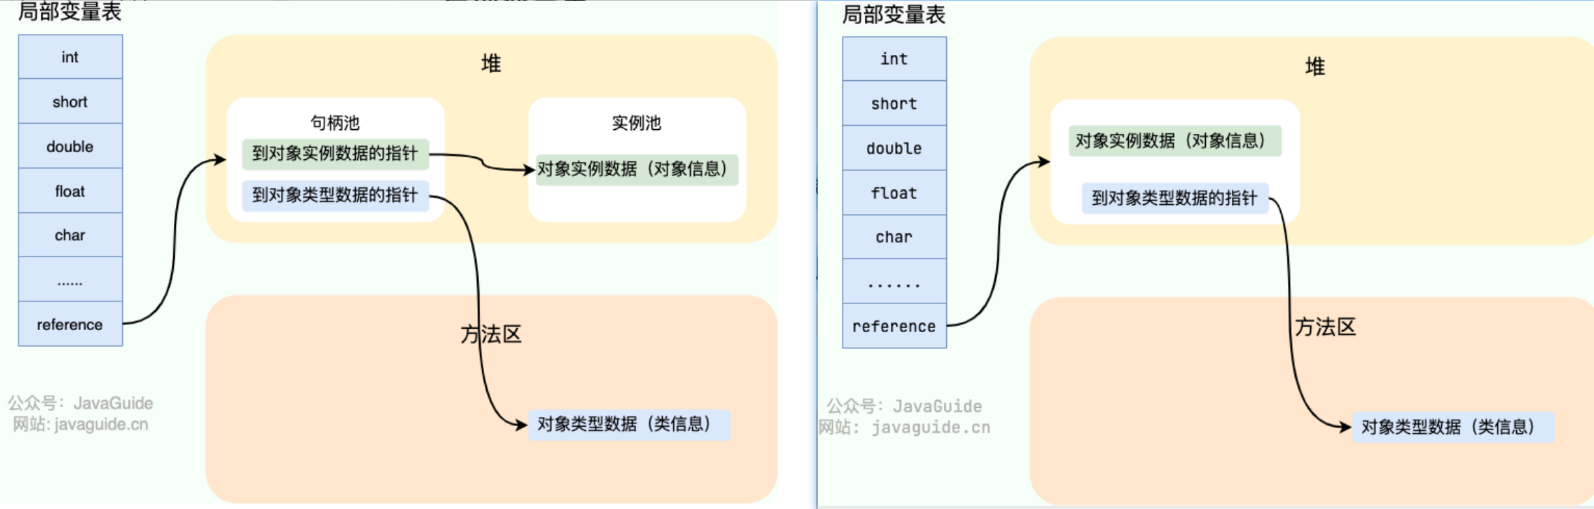 局部变量表
int
short
double
float
char
......
reference
堆
句柄池
到对象实例数据的指针
到对象类型数据的指针
实例池
对象实例数据（对象信息）
方法区
对象类型数据（类信息）
公众号：JavaGuide
网站: javaguide.cn
局部变量表
int
short
double
float
char
......
reference
堆
对象实例数据（对象信息）
到对象类型数据的指针
方法区
对象类型数据（类信息）
公众号：JavaGuide
网站: javaguide.cn